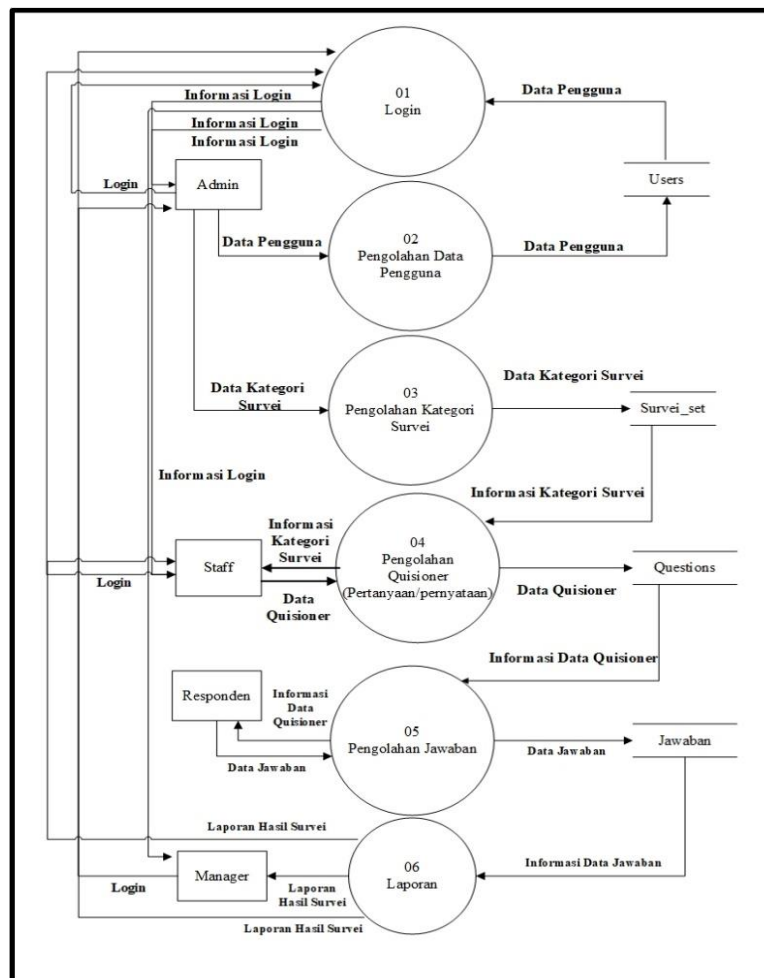 01
Login
Informasi Login
Informasi Login
Informasi Login
Data Pengguna
Login
Admin
Users
02
Pengolahan Data
Pengguna
Data Pengguna
Data Pengguna
03
Pengolahan Kategori
Survei
Data Kategori
Survei
Data Kategori Survei
Survei_set
Informasi Login
Informasi Kategori Survei
Informasi
Kategori
Survei
04
Pengolahan
Quisioner
(Pertanyaan/pernyataan)
Staff
Login
Data
Quisioner
Data Quisioner
Questions
Informasi Data Quisioner
Responden
Informasi
Data
Quisioner
05
Pengolahan Jawaban
Data Jawaban
Data Jawaban
Jawaban
Laporan Hasil Survei
06
Laporan
Informasi Data Jawaban
Manager
Login
Laporan
Hasil Survei
Laporan Hasil Survei